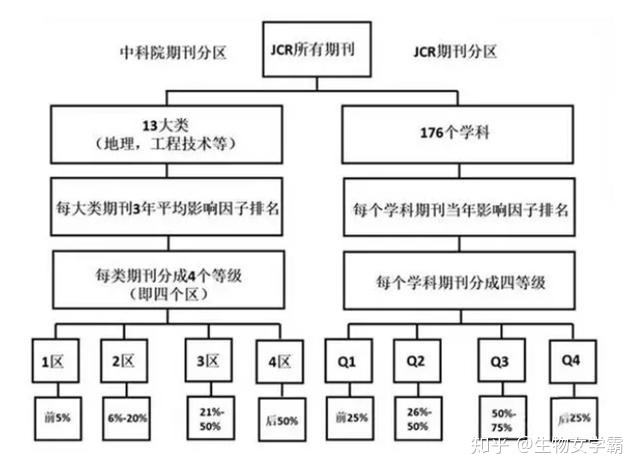 中科院期刊分区
JCR所有期刊
JCR期刊分区
13大类
（地理，工程技术等）
176个学科
每大类期刊3年平均影响因子排名
每个学科期刊当年影响因子排名
每类期刊分成4个等级
（即四个区）
每个学科期刊分成四等级
1区
2区
3区
4区
Q1
Q2
Q3
Q4
前5%
6%-20%
21%-
50%
后50%
前25%
26%-
50%
50%-
75%
后25%
知乎 @生物女学霸